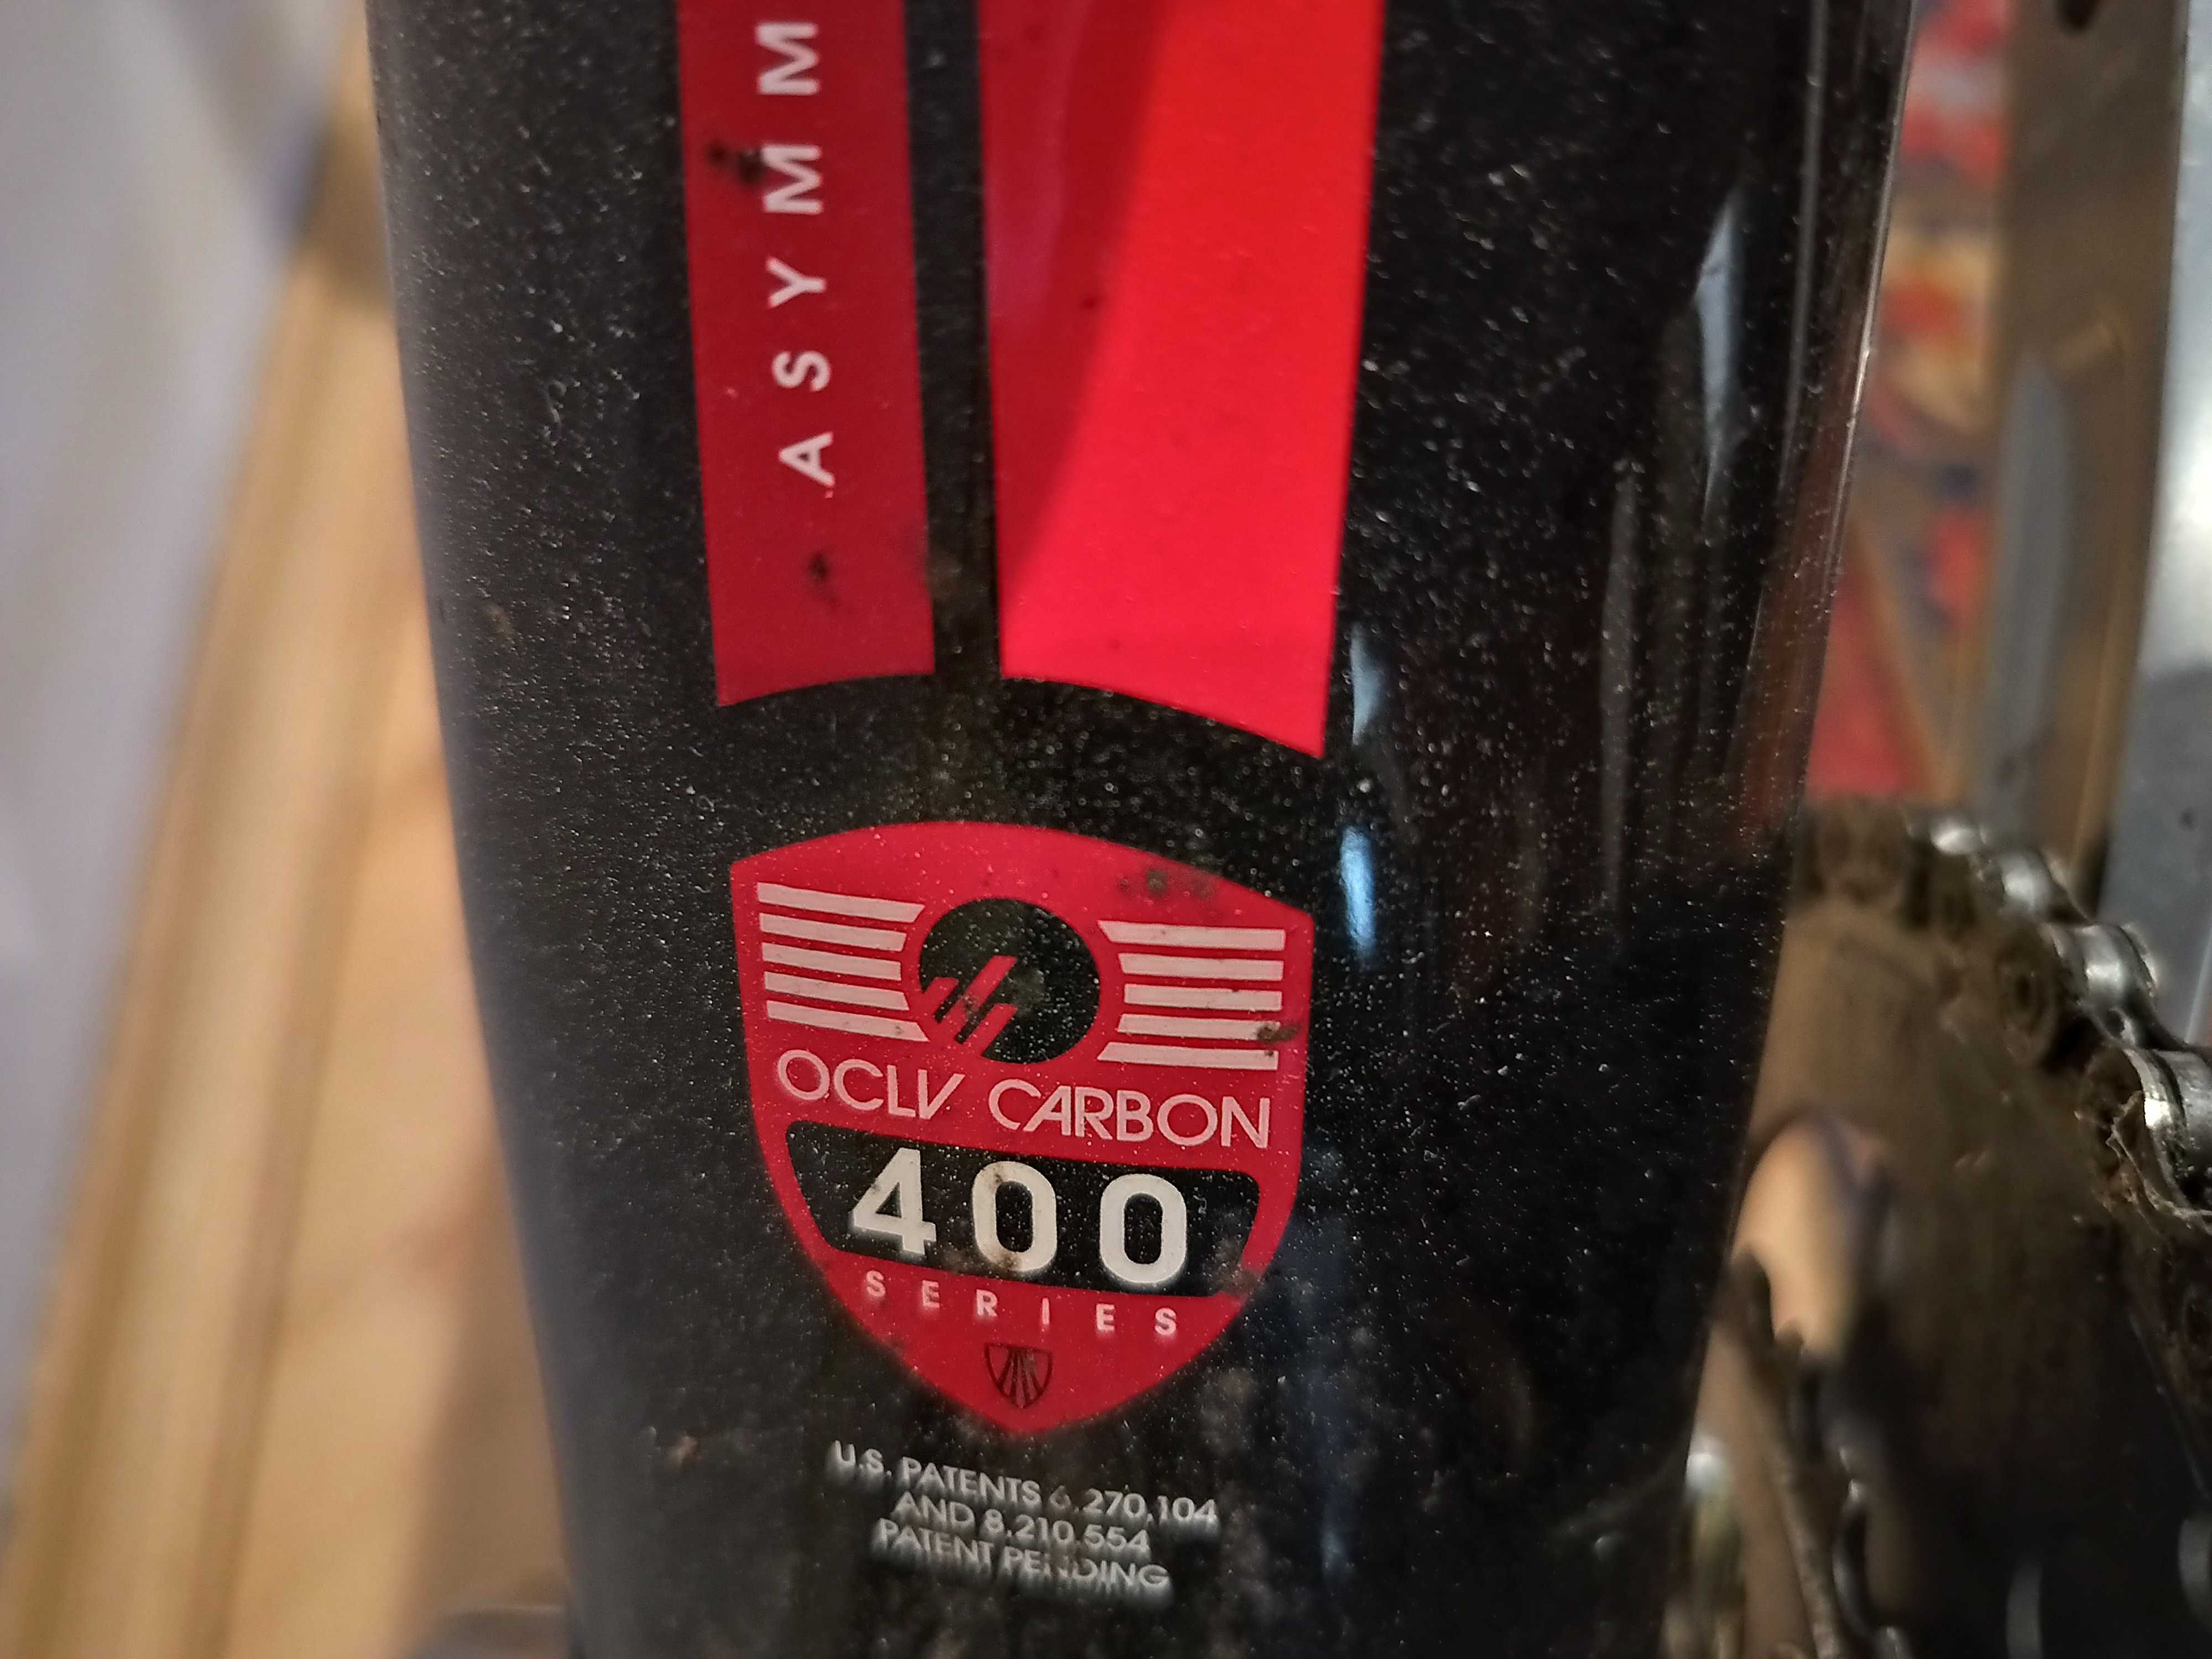 ASYMM
OCLV CARBON
400
SERIES
U.S. PATENTS 6,270,104
AND 8,210,554
PATENT PENDING